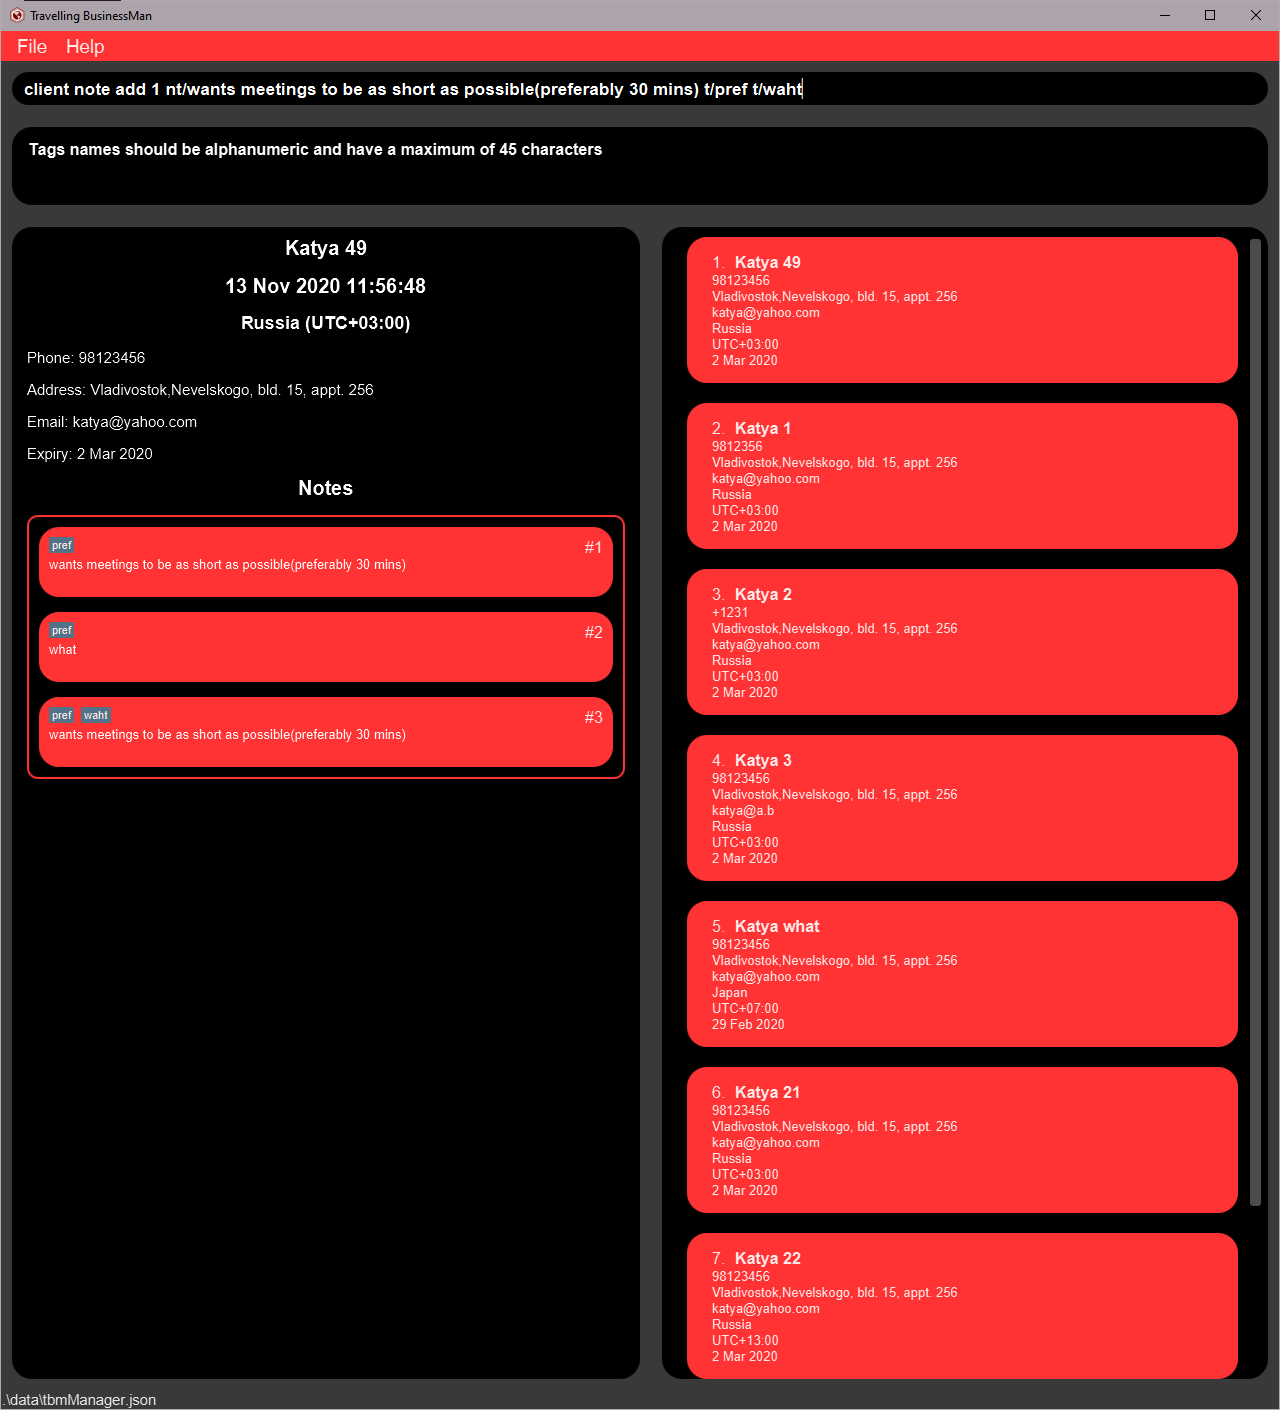 Travelling BusinessMan
File Help
client note add 1 nt/wants meetings to be as short as possible(preferably 30 mins) t/pref t/waht
Tags names should be alphanumeric and have a maximum of 45 characters
Katya 49
13 Nov 2020 11:56:48
Russia (UTC+03:00)
Phone: 98123456
Address: Vladivostok,Nevelskogo, bld. 15, appt. 256
Email: katya@yahoo.com
Expiry: 2 Mar 2020
Notes
pref #1
wants meetings to be as short as possible(preferably 30 mins)
pref #2
what
pref waht #3
wants meetings to be as short as possible(preferably 30 mins)
1. Katya 49
98123456
Vladivostok,Nevelskogo, bld. 15, appt. 256
katya@yahoo.com
Russia
UTC+03:00
2 Mar 2020
2. Katya 1
9812356
Vladivostok,Nevelskogo, bld. 15, appt. 256
katya@yahoo.com
Russia
UTC+03:00
2 Mar 2020
3. Katya 2
+1231
Vladivostok,Nevelskogo, bld. 15, appt. 256
katya@yahoo.com
Russia
UTC+03:00
2 Mar 2020
4. Katya 3
98123456
Vladivostok,Nevelskogo, bld. 15, appt. 256
katya@a.b
Russia
UTC+03:00
2 Mar 2020
5. Katya what
98123456
Vladivostok,Nevelskogo, bld. 15, appt. 256
katya@yahoo.com
Japan
UTC+07:00
29 Feb 2020
6. Katya 21
98123456
Vladivostok,Nevelskogo, bld. 15, appt. 256
katya@yahoo.com
Russia
UTC+03:00
2 Mar 2020
7. Katya 22
98123456
Vladivostok,Nevelskogo, bld. 15, appt. 256
katya@yahoo.com
Russia
UTC+13:00
2 Mar 2020
.\data\tbmManager.json